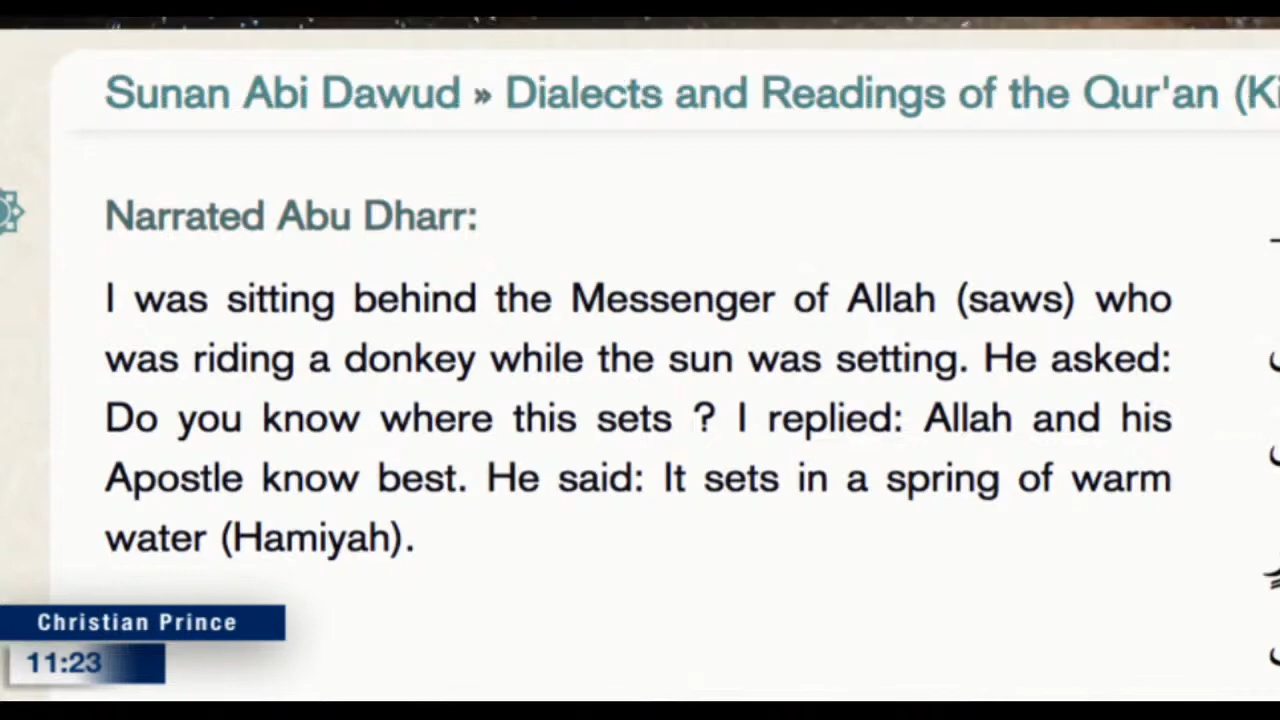 Sunan Abi Dawud » Dialects and Readings of the Qur'an (Ki
Narrated Abu Dharr:
I was sitting behind the Messenger of Allah (saws) who
was riding a donkey while the sun was setting. He asked:
Do you know where this sets ? I replied: Allah and his
Apostle know best. He said: It sets in a spring of warm
water (Hamiyah).
Christian Prince
11:23